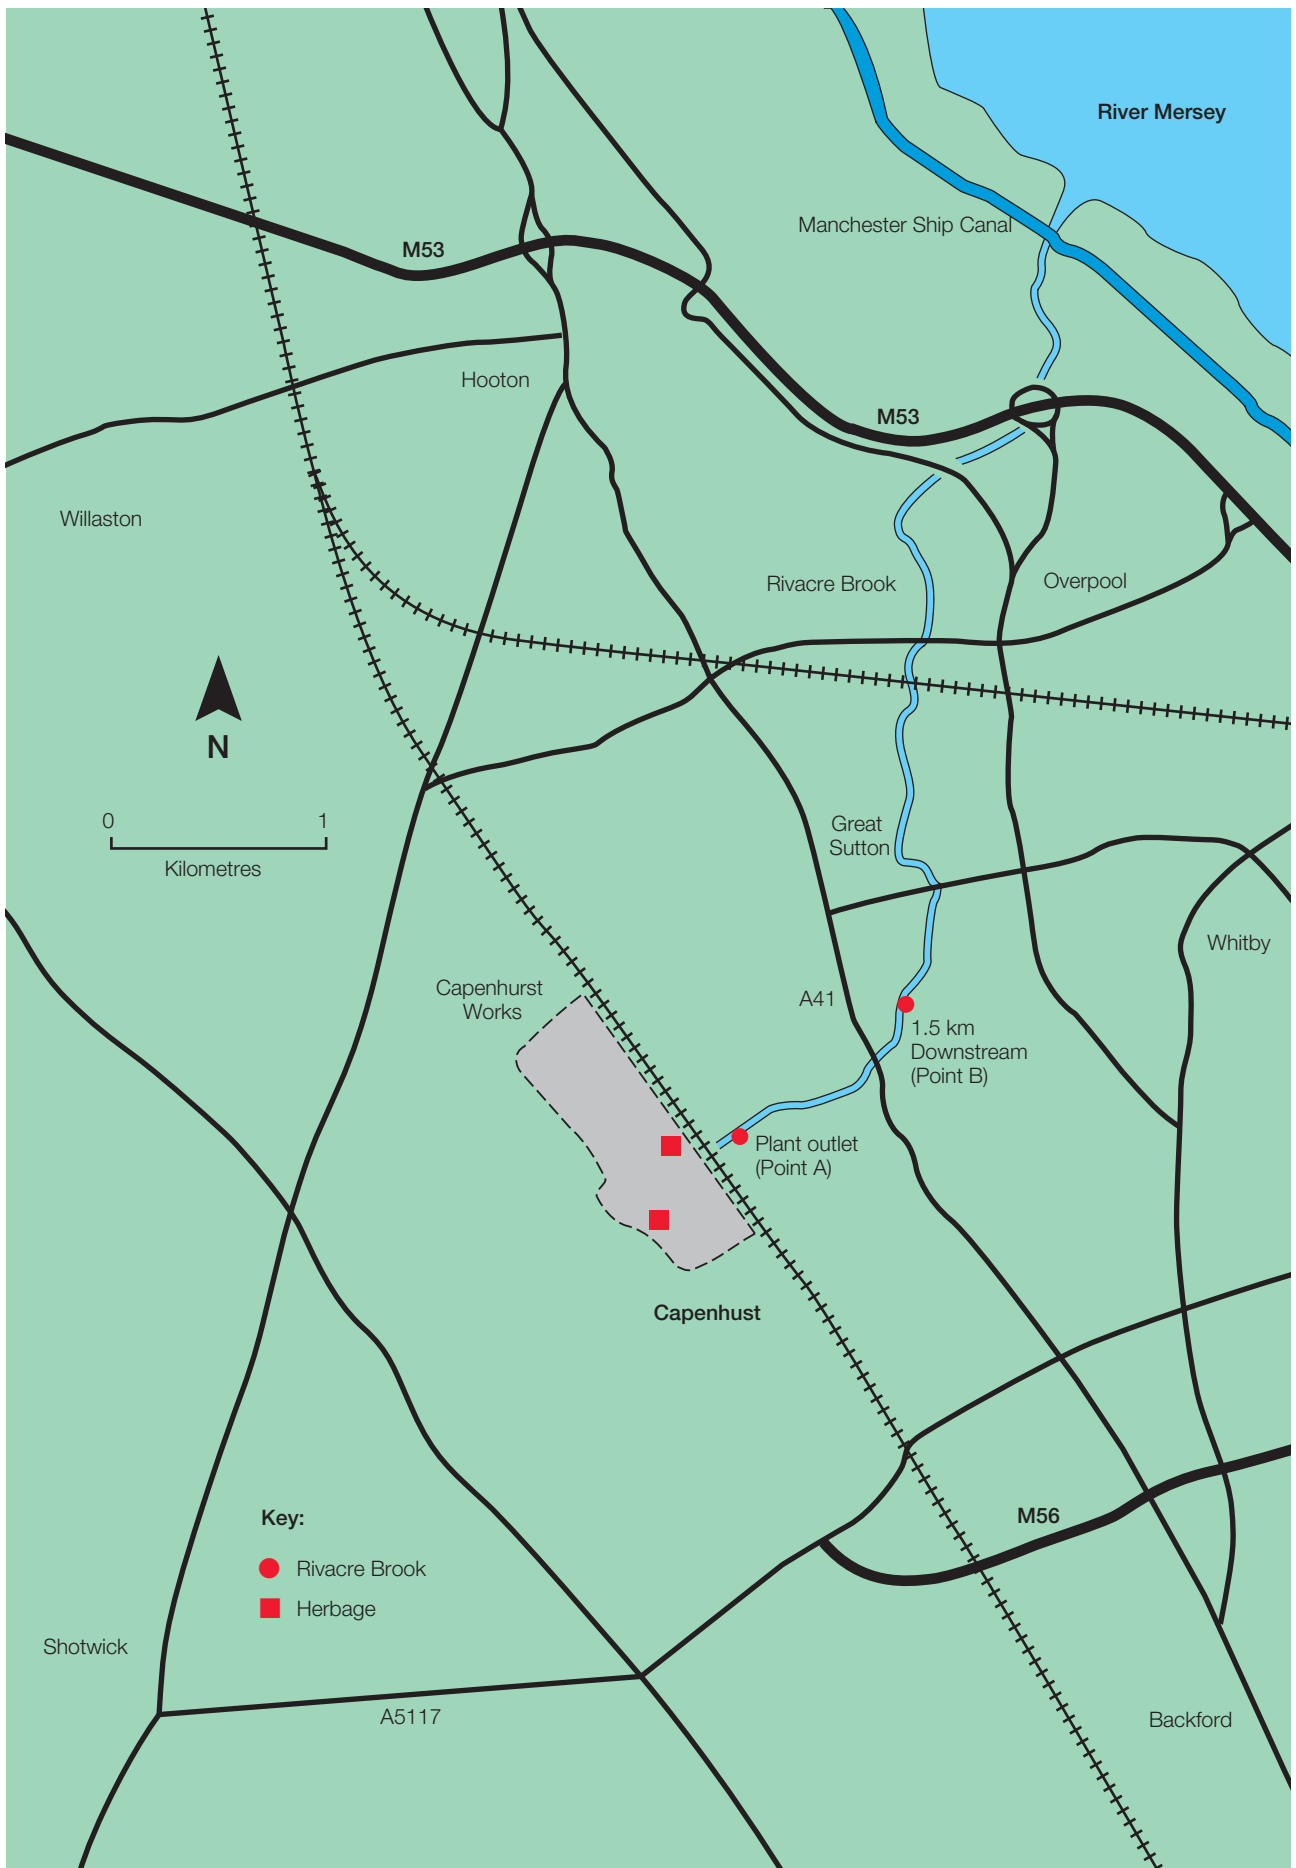 River Mersey
Manchester Ship Canal
M53
Hooton
M53
Willaston
Rivacre Brook
Overpool
N
0
1
Kilometres
Great
Sutton
Whitby
Capenhurst
Works
A41
1.5 km
Downstream
(Point B)
Plant outlet
(Point A)
Capenhust
M56
Key:
Rivacre Brook
Herbage
Shotwick
A5117
Backford